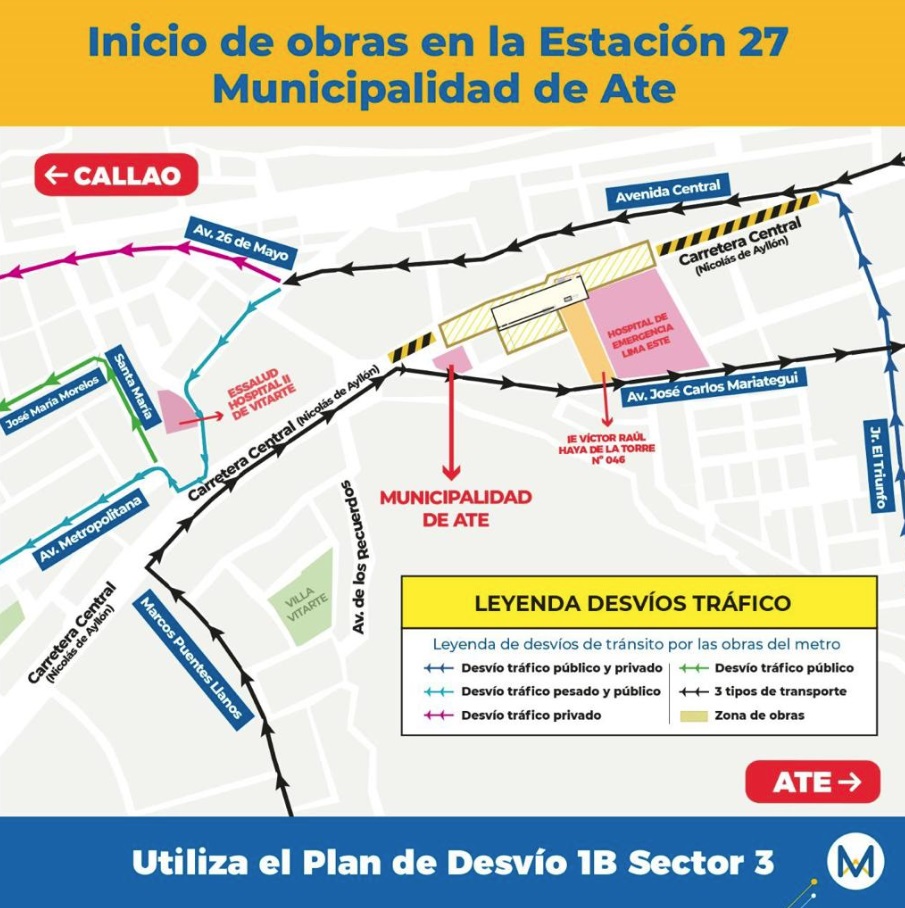 Inicio de obras en la Estación 27
Municipalidad de Ate
← CALLAO
Avenida Central
Av. 26 de Mayo
Carretera Central
(Nicolás de Ayllón)
HOSPITAL DE
EMERGENCIA
LIMA ESTE
Santa María
José María Morelos
ESSALUD
HOSPITAL II
DE VITARTE
Carretera Central (Nicolás de Ayllón)
Av. José Carlos Mariategui
IE VÍCTOR RAÚL
HAYA DE LA TORRE
N° 046
Jr. El Triunfo
MUNICIPALIDAD
DE ATE
Av. Metropolitana
Av. de los Recuerdos
VILLA
VITARTE
Carretera Central
(Nicolás de Ayllón)
Marcos Puentes Llanos
LEYENDA DESVÍOS TRÁFICO
Leyenda de desvíos de tránsito por las obras del metro
Desvío tráfico público y privado
Desvío tráfico público
Desvío tráfico pesado y público
3 tipos de transporte
Desvío tráfico privado
Zona de obras
ATE →
Utiliza el Plan de Desvío 1B Sector 3
M